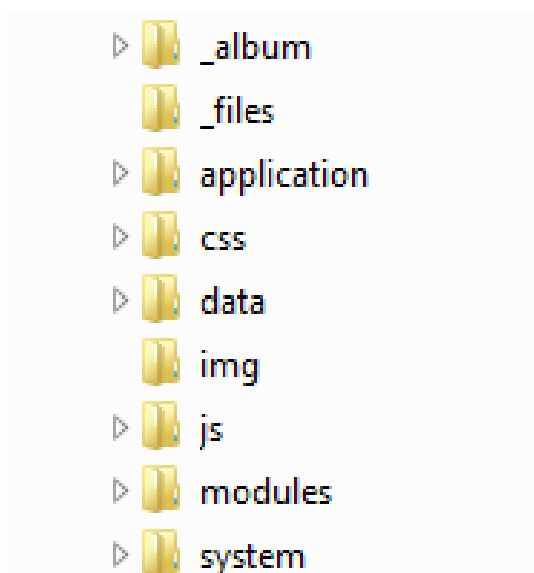 _album
_files
application
css
data
img
js
modules
system